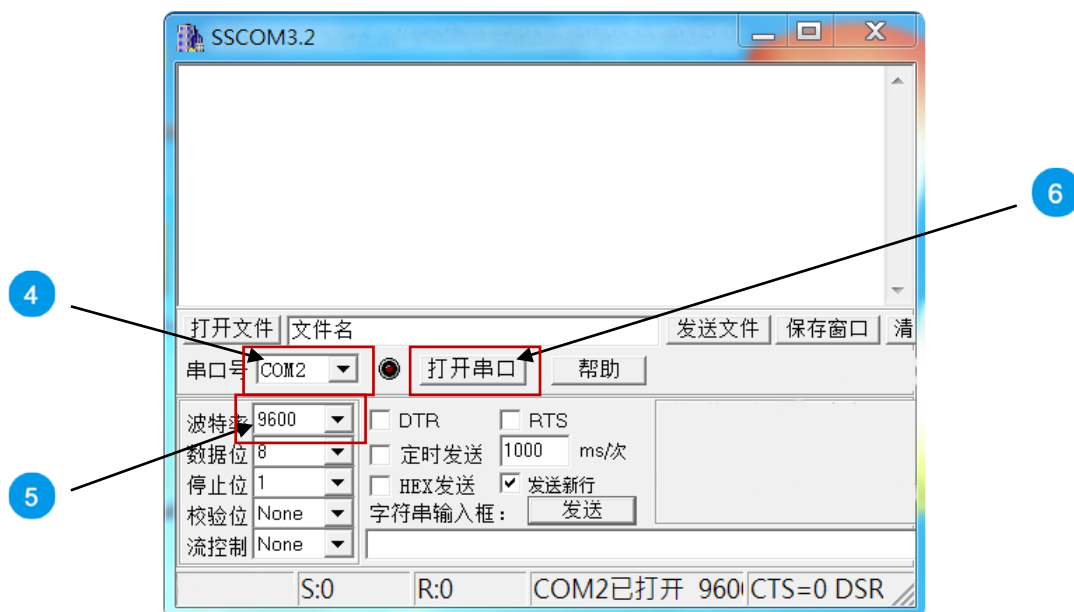 SSCOM3.2
6
4
打开文件 文件名 发送文件 保存窗口 清
串口号 COM2 打开串口 帮助
波特率 9600 DTR RTS
数据位 8 定时发送 1000 ms/次
5
停止位 1 HEX发送 发送新行
校验位 None 字符串输入框： 发送
流控制 None
S:0 R:0 COM2已打开 960 CTS=0 DSR